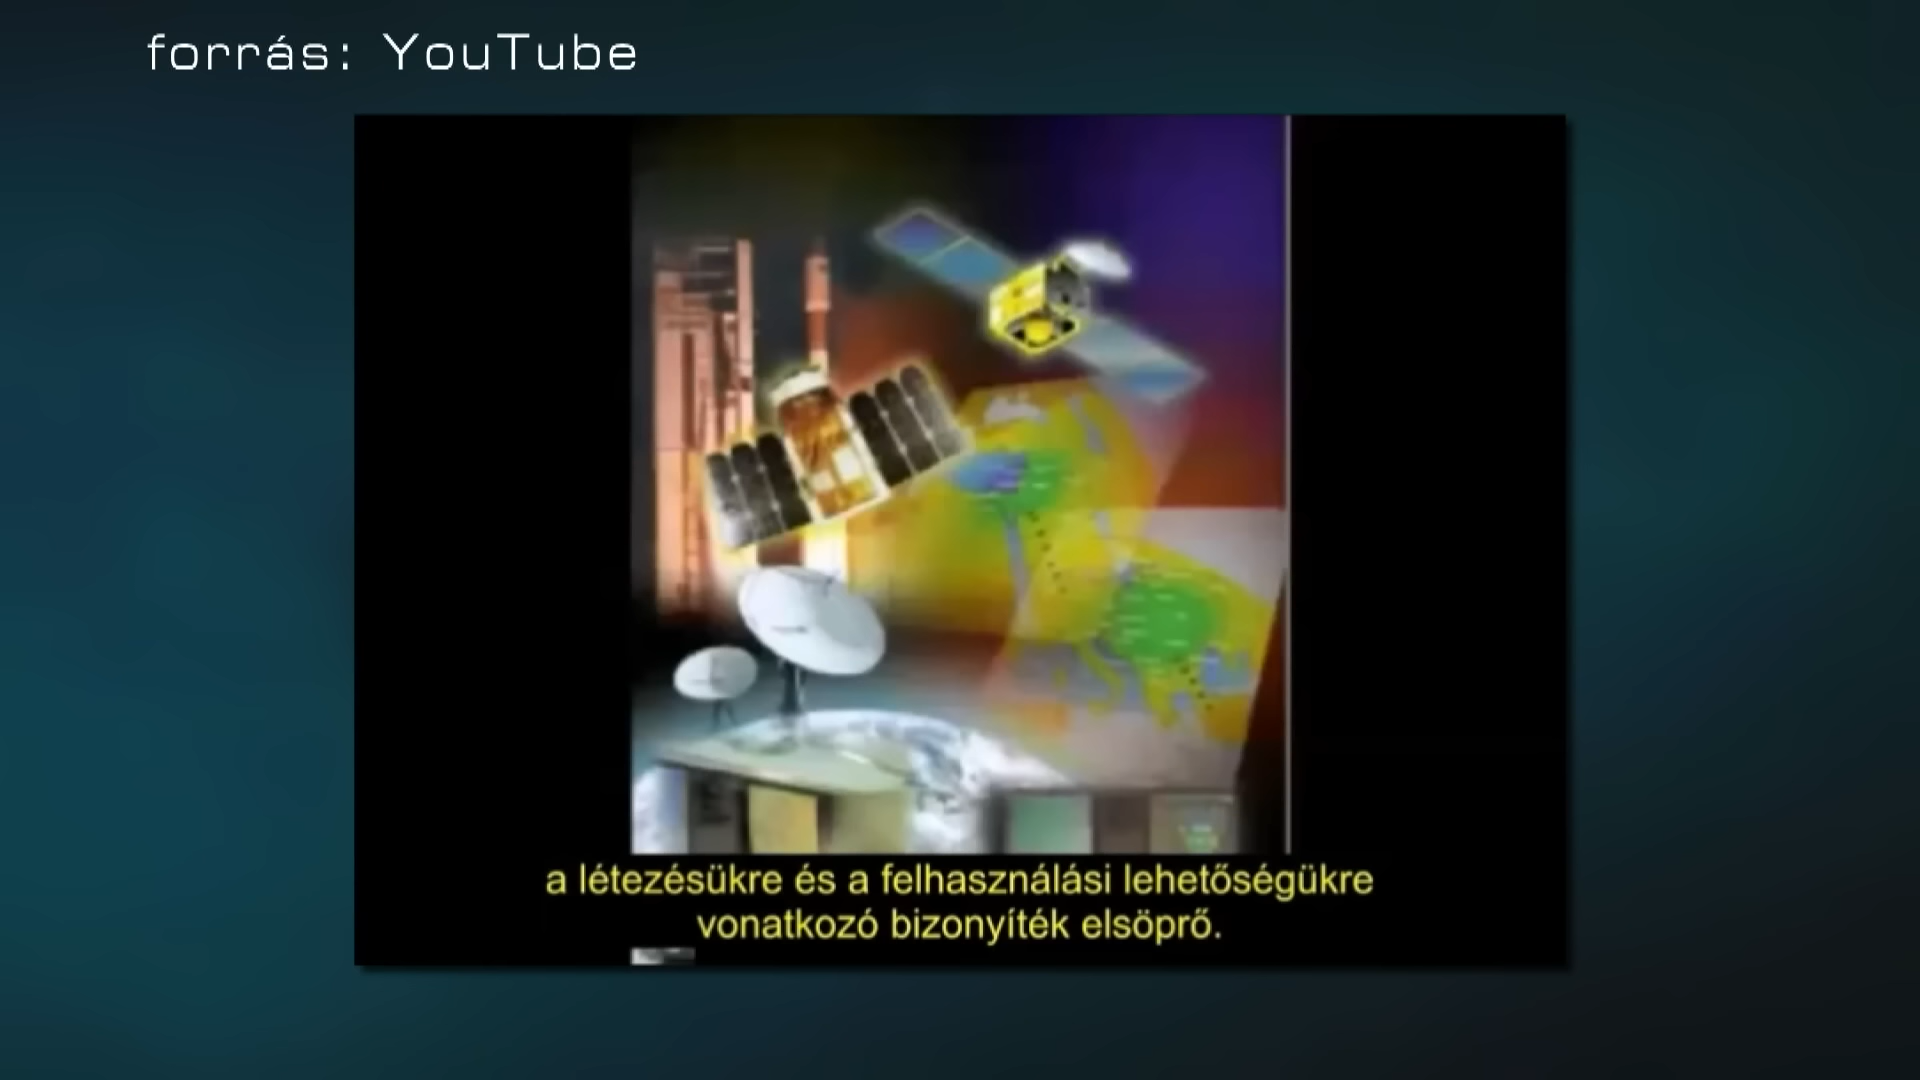 forrás: YouTube
a létezésükre és a felhasználási lehetőségükre
vonatkozó bizonyíték elsöprő.